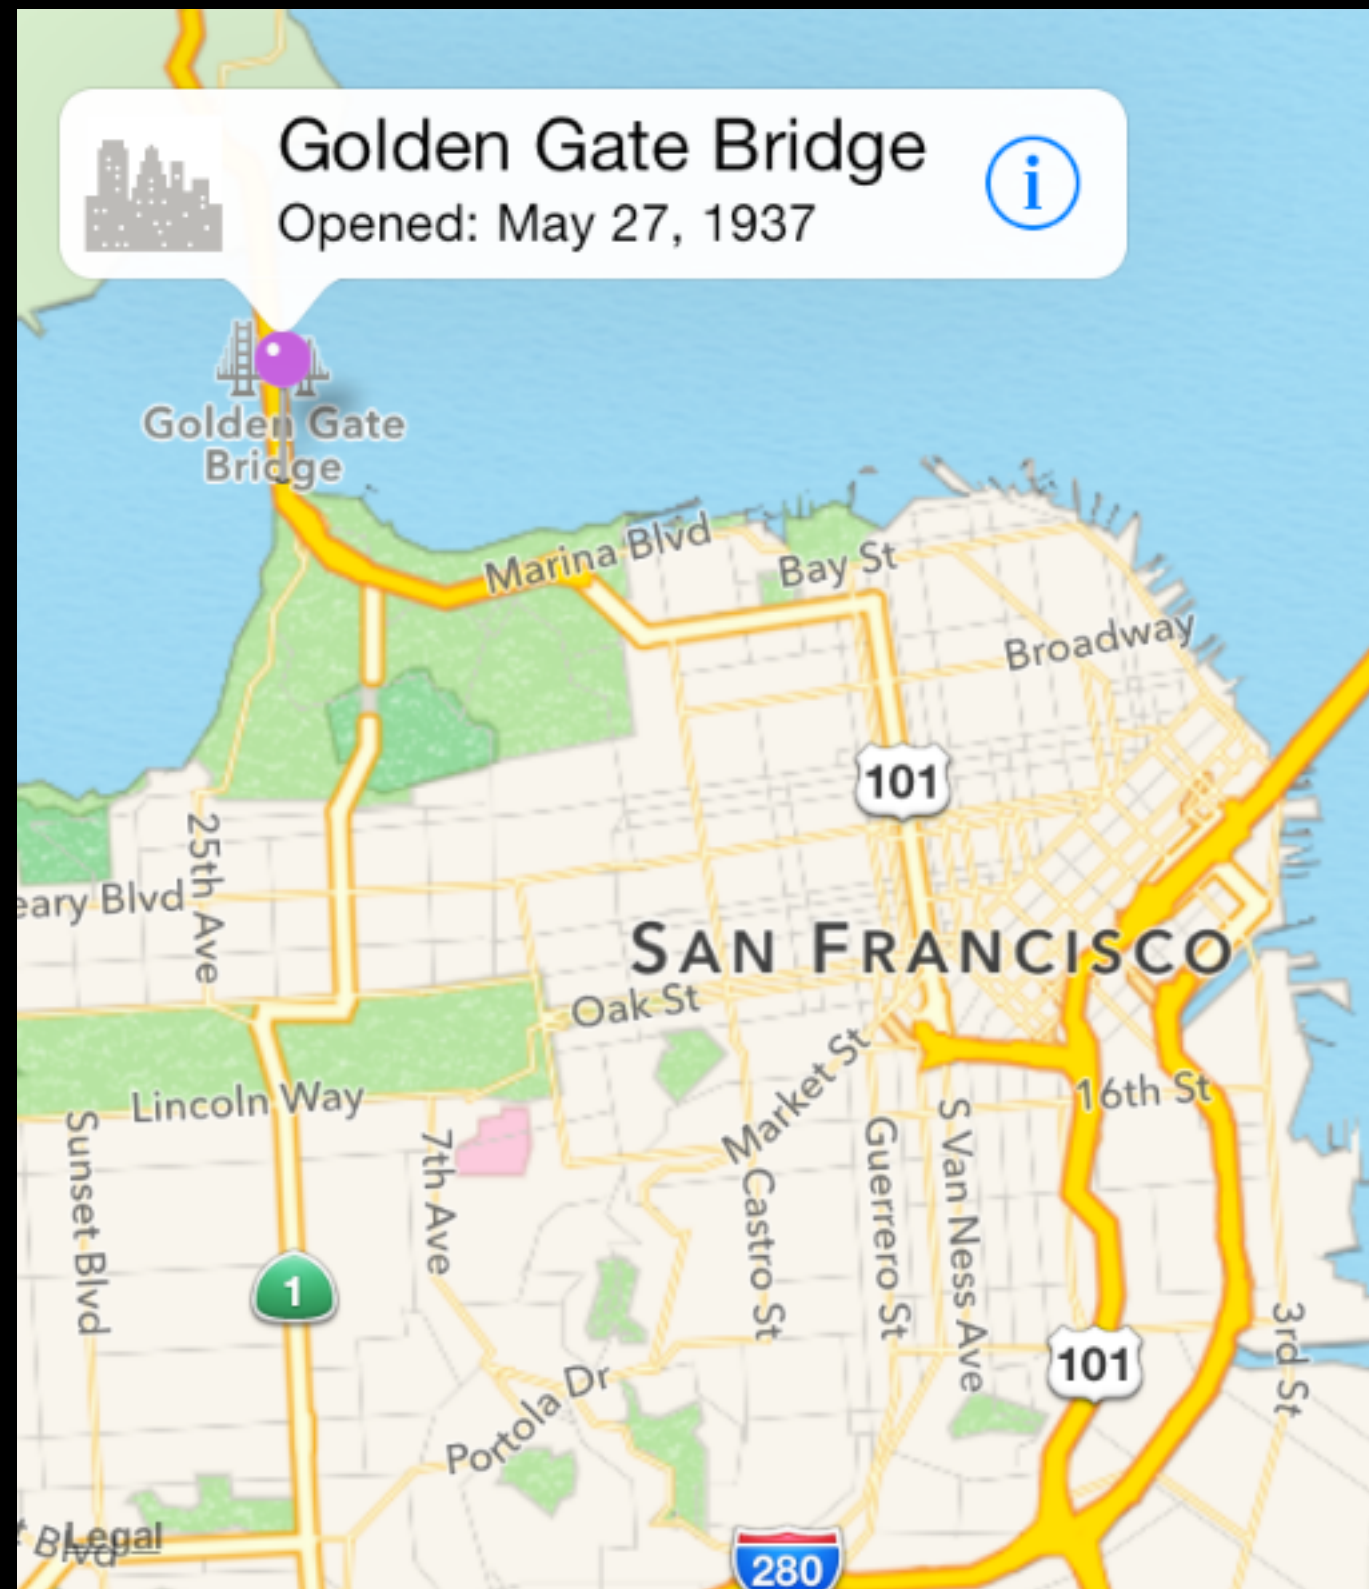 Golden Gate Bridge
Opened: May 27, 1937
i
Golden Gate
Bridge
Marina Blvd
Bay St
Broadway
101
25th Ave
eary Blvd
SAN FRANCISCO
Oak St
Market St
Lincoln Way
16th St
Sunset Blvd
7th Ave
Castro St
Guerrero St
S Van Ness Ave
1
3rd St
101
Portola Dr
Blvd
Legal
280